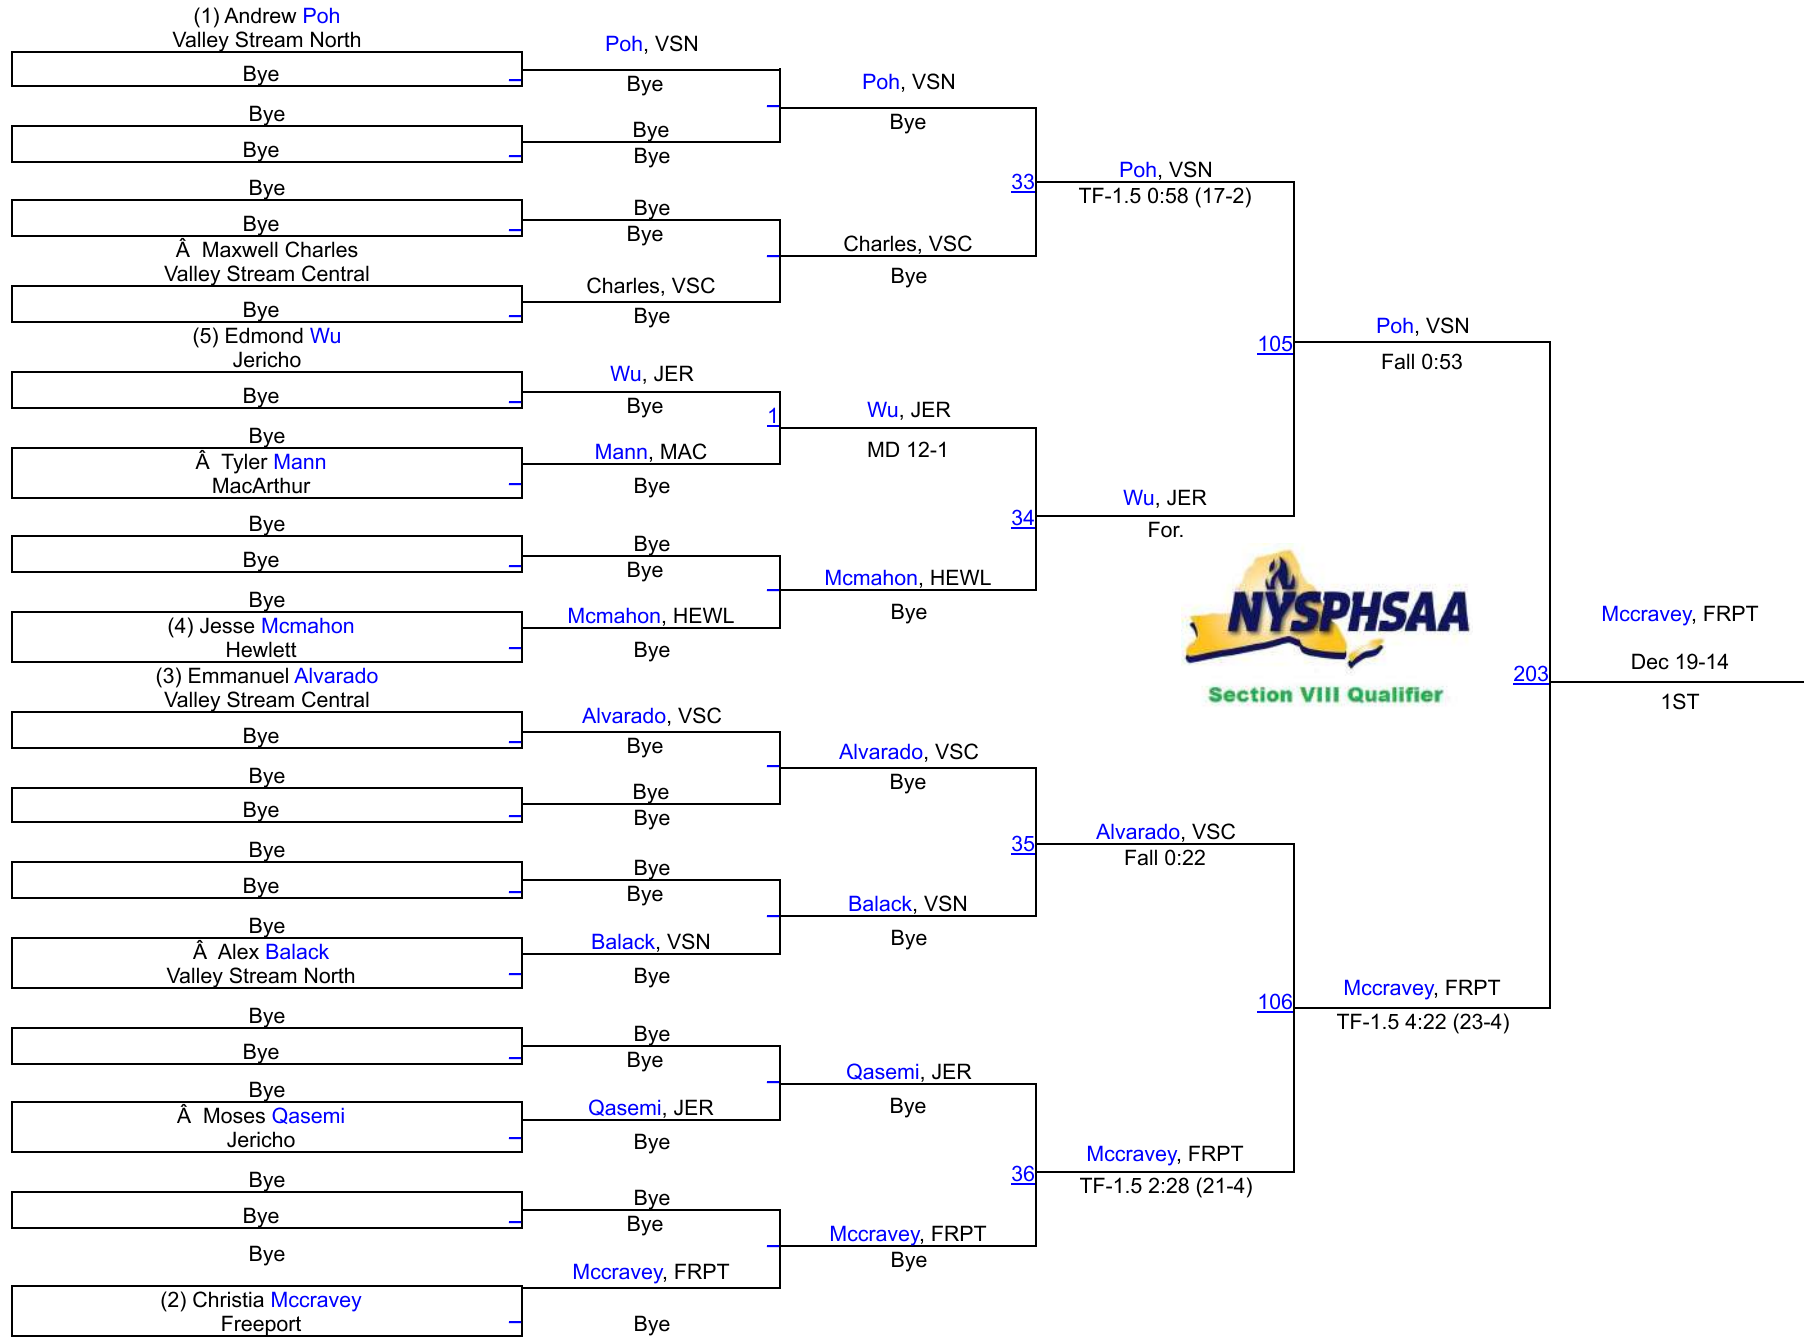 (1) Andrew Poh
Valley Stream North
Bye
Bye
Bye
Bye
Bye
Â  Maxwell Charles
Valley Stream Central
Bye
(5) Edmond Wu
Jericho
Bye
Bye
Â  Tyler Mann
MacArthur
Bye
Bye
Bye
(4) Jesse Mcmahon
Hewlett
(3) Emmanuel Alvarado
Valley Stream Central
Bye
Bye
Bye
Bye
Bye
Bye
Â  Alex Balack
Valley Stream North
Bye
Bye
Bye
Â  Moses Qasemi
Jericho
Bye
Bye
Bye
(2) Christia Mccravey
Freeport
Poh, VSN
Bye
Bye
Bye
Bye
Bye
Charles, VSC
Bye
Wu, JER
Bye
1
Mann, MAC
Bye
Bye
Bye
Mcmahon, HEWL
Bye
Alvarado, VSC
Bye
Bye
Bye
Bye
Bye
Balack, VSN
Bye
Bye
Bye
Qasemi, JER
Bye
Bye
Bye
Mccravey, FRPT
Bye
Poh, VSN
Bye
33
Charles, VSC
Bye
Wu, JER
MD 12-1
34
Mcmahon, HEWL
Bye
Alvarado, VSC
Bye
35
Balack, VSN
Bye
Qasemi, JER
Bye
36
Mccravey, FRPT
Bye
Poh, VSN
TF-1.5 0:58 (17-2)
105
Wu, JER
For.
NYSPHSAA
Section VIII Qualifier
Alvarado, VSC
Fall 0:22
106
Mccravey, FRPT
TF-1.5 2:28 (21-4)
Poh, VSN
Fall 0:53
203
Mccravey, FRPT
TF-1.5 4:22 (23-4)
Mccravey, FRPT
Dec 19-14
1ST